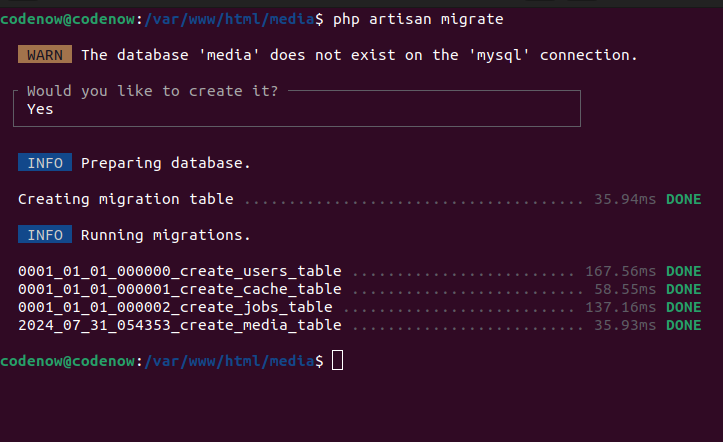 codenow@codenow:/var/www/html/media$ php artisan migrate
WARN The database 'media' does not exist on the 'mysql' connection.
Would you like to create it?
Yes
INFO Preparing database.
Creating migration table ...................................... 35.94ms DONE
INFO Running migrations.
0001_01_01_000000_create_users_table ......................... 167.56ms DONE
0001_01_01_000001_create_cache_table .......................... 58.55ms DONE
0001_01_01_000002_create_jobs_table .......................... 137.16ms DONE
2024_07_31_054353_create_media_table .......................... 35.93ms DONE
codenow@codenow:/var/www/html/media$